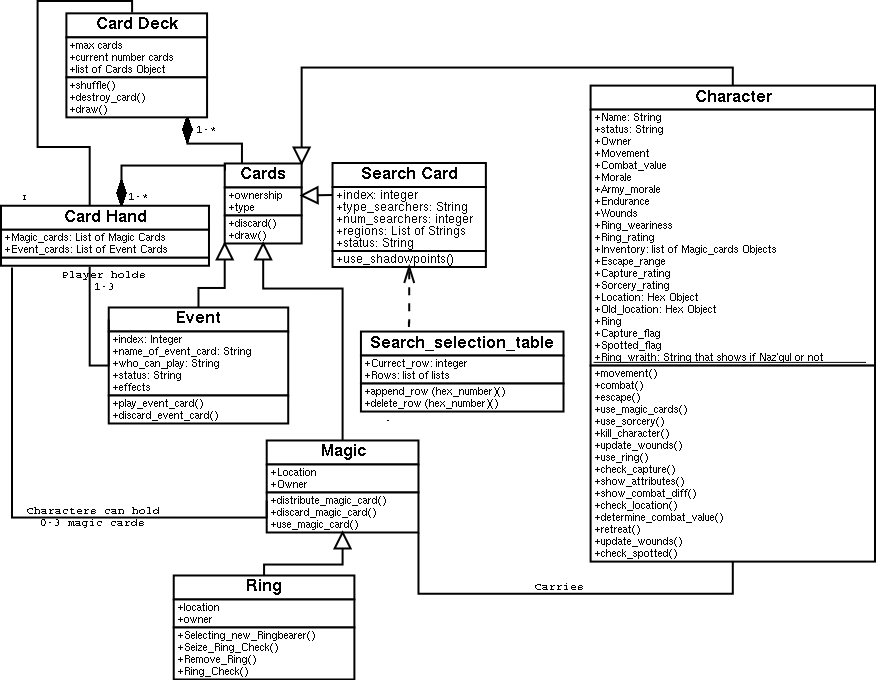 Card Deck
+max cards
+current number cards
+list of Cards Object
+shuffle()
+destroy_card()
+draw()
1-*
Character
+Name: String
+status: String
+Owner
+Movement
+Combat_value
+Morale
+Army_morale
+Endurance
+Wounds
+Ring_weariness
+Ring_rating
+Inventory: list of Magic_cards Objects
+Escape_range
+Capture_rating
+Sorcery_rating
+Location: Hex Object
+Old_location: Hex Object
+Ring
+Capture_flag
+Spotted_flag
+Ring_wraith: String that shows if Naz'gul or not
+movement()
+combat()
+escape()
+use_magic_cards()
+use_sorcery()
+kill_character()
+update_wounds()
+use_ring()
+check_capture()
+show_attributes()
+show_combat_diff()
+check_location()
+determine_combat_value()
+retreat()
+update_wounds()
+check_spotted()
Cards
+ownership
+type
+discard()
+draw()
Search Card
+index: integer
+type_searchers: String
+num_searchers: integer
+regions: List of Strings
+status: String
+use_shadowpoints()
I
1-*
Card Hand
+Magic_cards: List of Magic Cards
+Event_cards: List of Event Cards
Player holds
1-3
Event
+index: Integer
+name_of_event_card: String
+who_can_play: String
+status: String
+effects
+play_event_card()
+discard_event_card()
Search_selection_table
+Currect_row: integer
+Rows: list of lists
+append_row (hex_number)()
+delete_row (hex_number)()
Magic
+Location
+Owner
+distribute_magic_card()
+discard_magic_card()
+use_magic_card()
Characters can hold
0-3 magic cards
Carries
Ring
+location
+owner
+Selecting_new_Ringbearer()
+Seize_Ring_Check()
+Remove_Ring()
+Ring_Check()